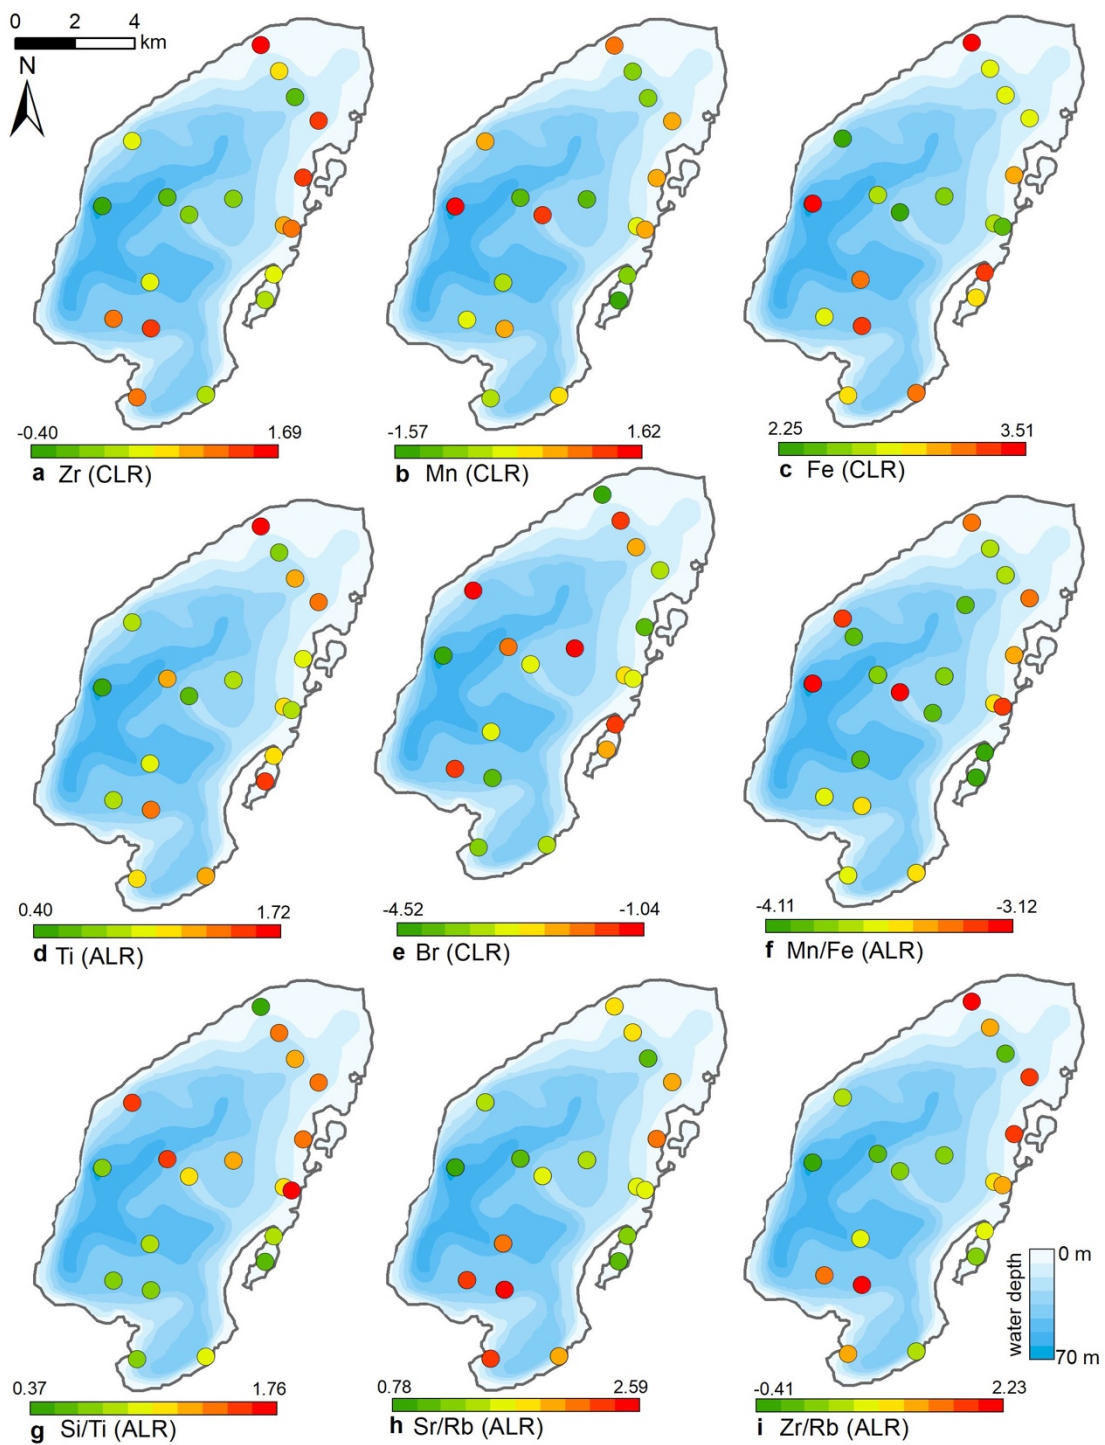 0 2 4
km
N
-0.40 1.69
a Zr (CLR)
-1.57 1.62
b Mn (CLR)
2.25 3.51
c Fe (CLR)
0.40 1.72
d Ti (ALR)
-4.52 -1.04
e Br (CLR)
-4.11 -3.12
f Mn/Fe (ALR)
0.37 1.76
g Si/Ti (ALR)
0.78 2.59
h Sr/Rb (ALR)
water depth
0 m
70 m
-0.41 2.23
i Zr/Rb (ALR)